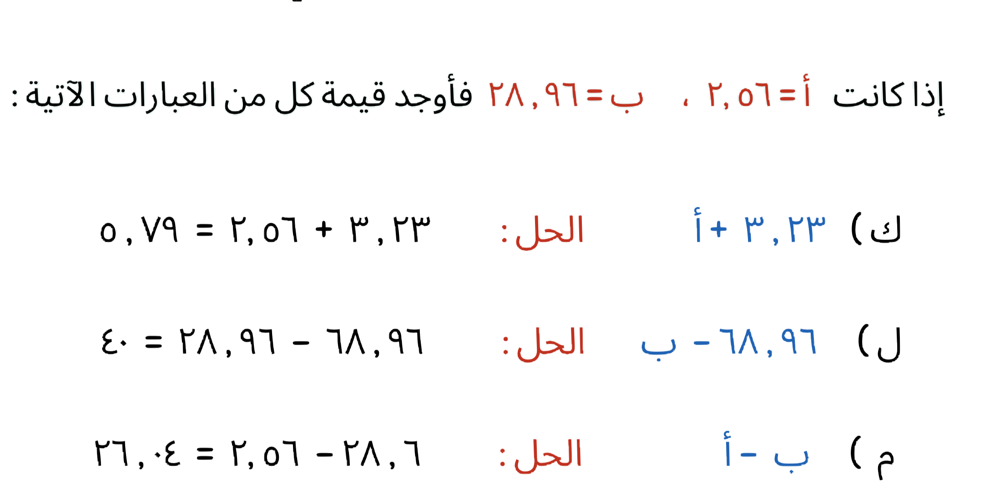 إذا كانت أ = ٢,٥٦ ، ب = ٢٨,٩٦ فأوجد قيمة كل من العبارات الآتية :
ك) ٣,٢٣ + أ الحل : ٣,٢٣ + ٢,٥٦ = ٥,٧٩
ل) ٦٨,٩٦ – ب الحل : ٦٨,٩٦ – ٢٨,٩٦ = ٤٠
م) ب – أ الحل : ٢٨,٦ – ٢,٥٦ = ٢٦,٠٤